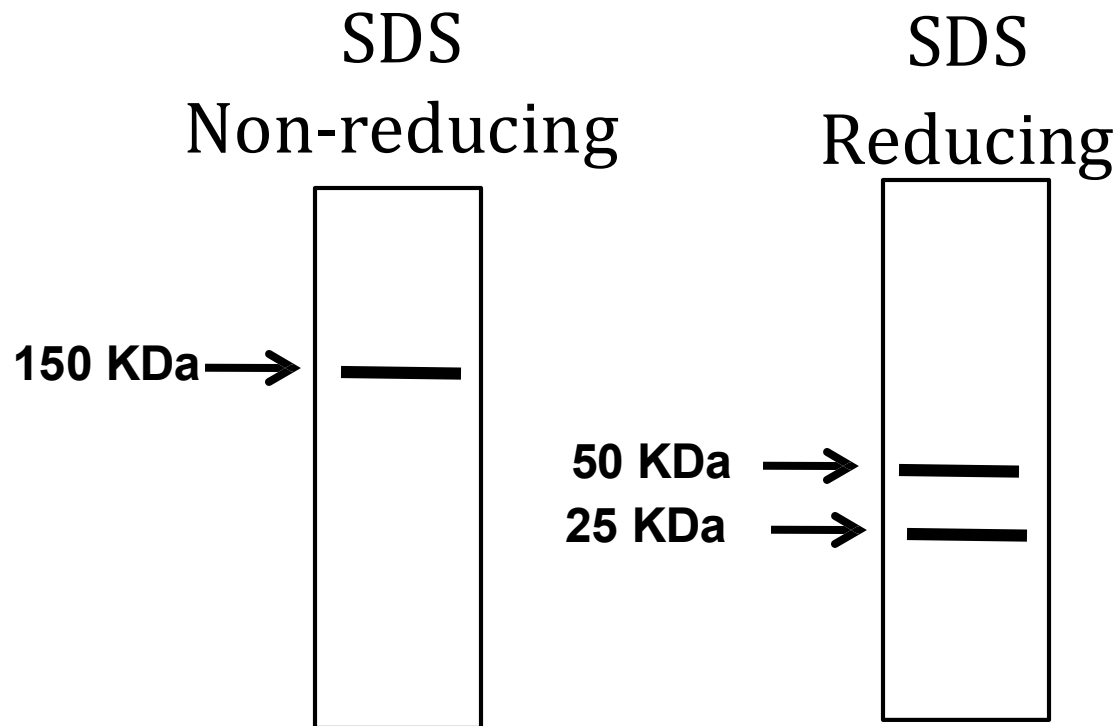 SDS
Non-reducing
SDS
Reducing
150 KDa
50 KDa
25 KDa